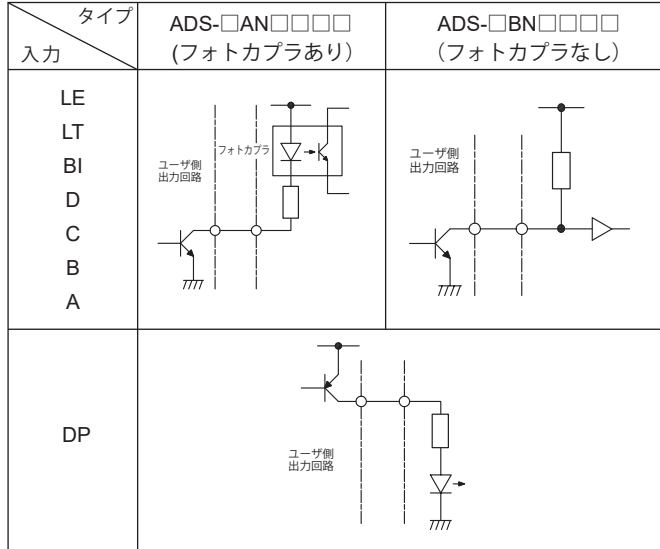 タイプ
入力
ADS-□AN□□□□
(フォトカプラあり)
ADS-□BN□□□□
（フォトカプラなし）
LE
LT
BI
D
C
B
A
フォトカプラ
ユーザ側
出力回路
ユーザ側
出力回路
DP
ユーザ側
出力回路